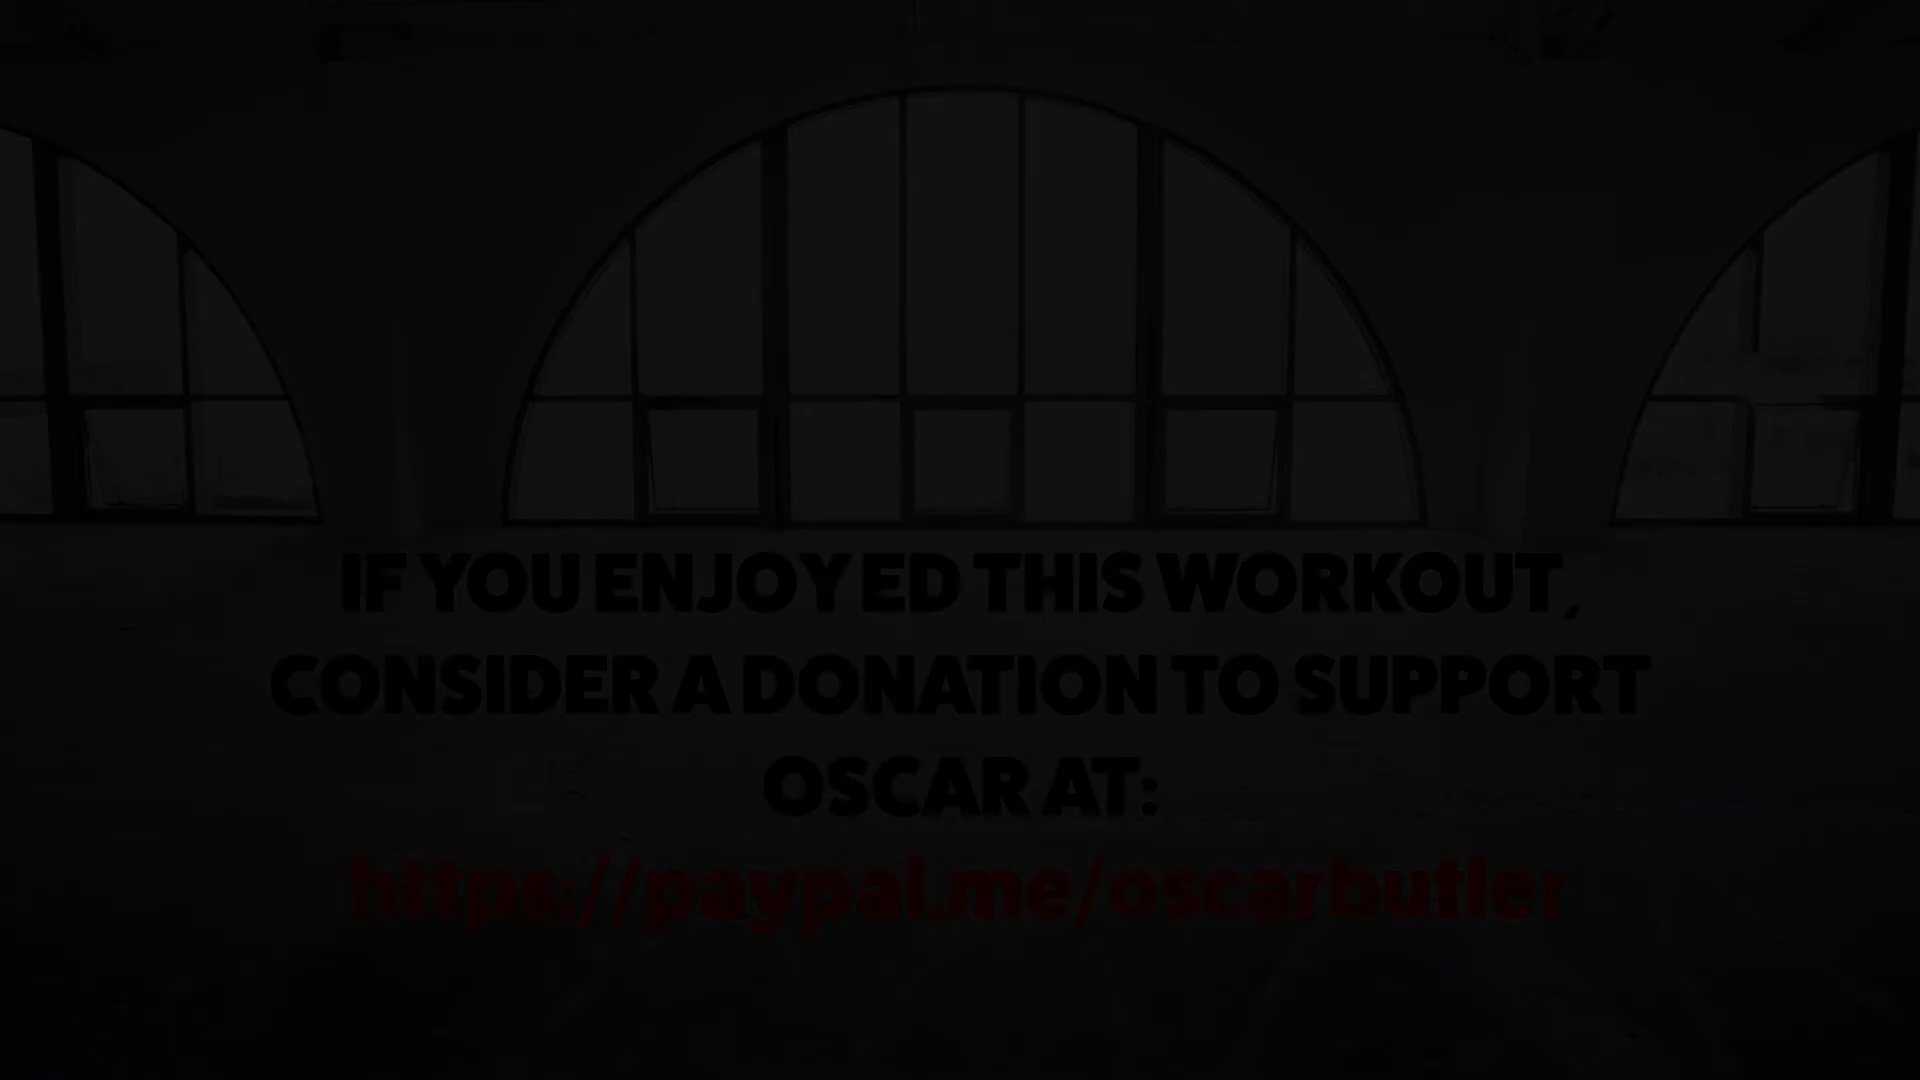 IF YOU ENJOYED THIS WORKOUT,
CONSIDER A DONATION TO SUPPORT
OSCAR AT:
https://paypal.me/oscarbutler